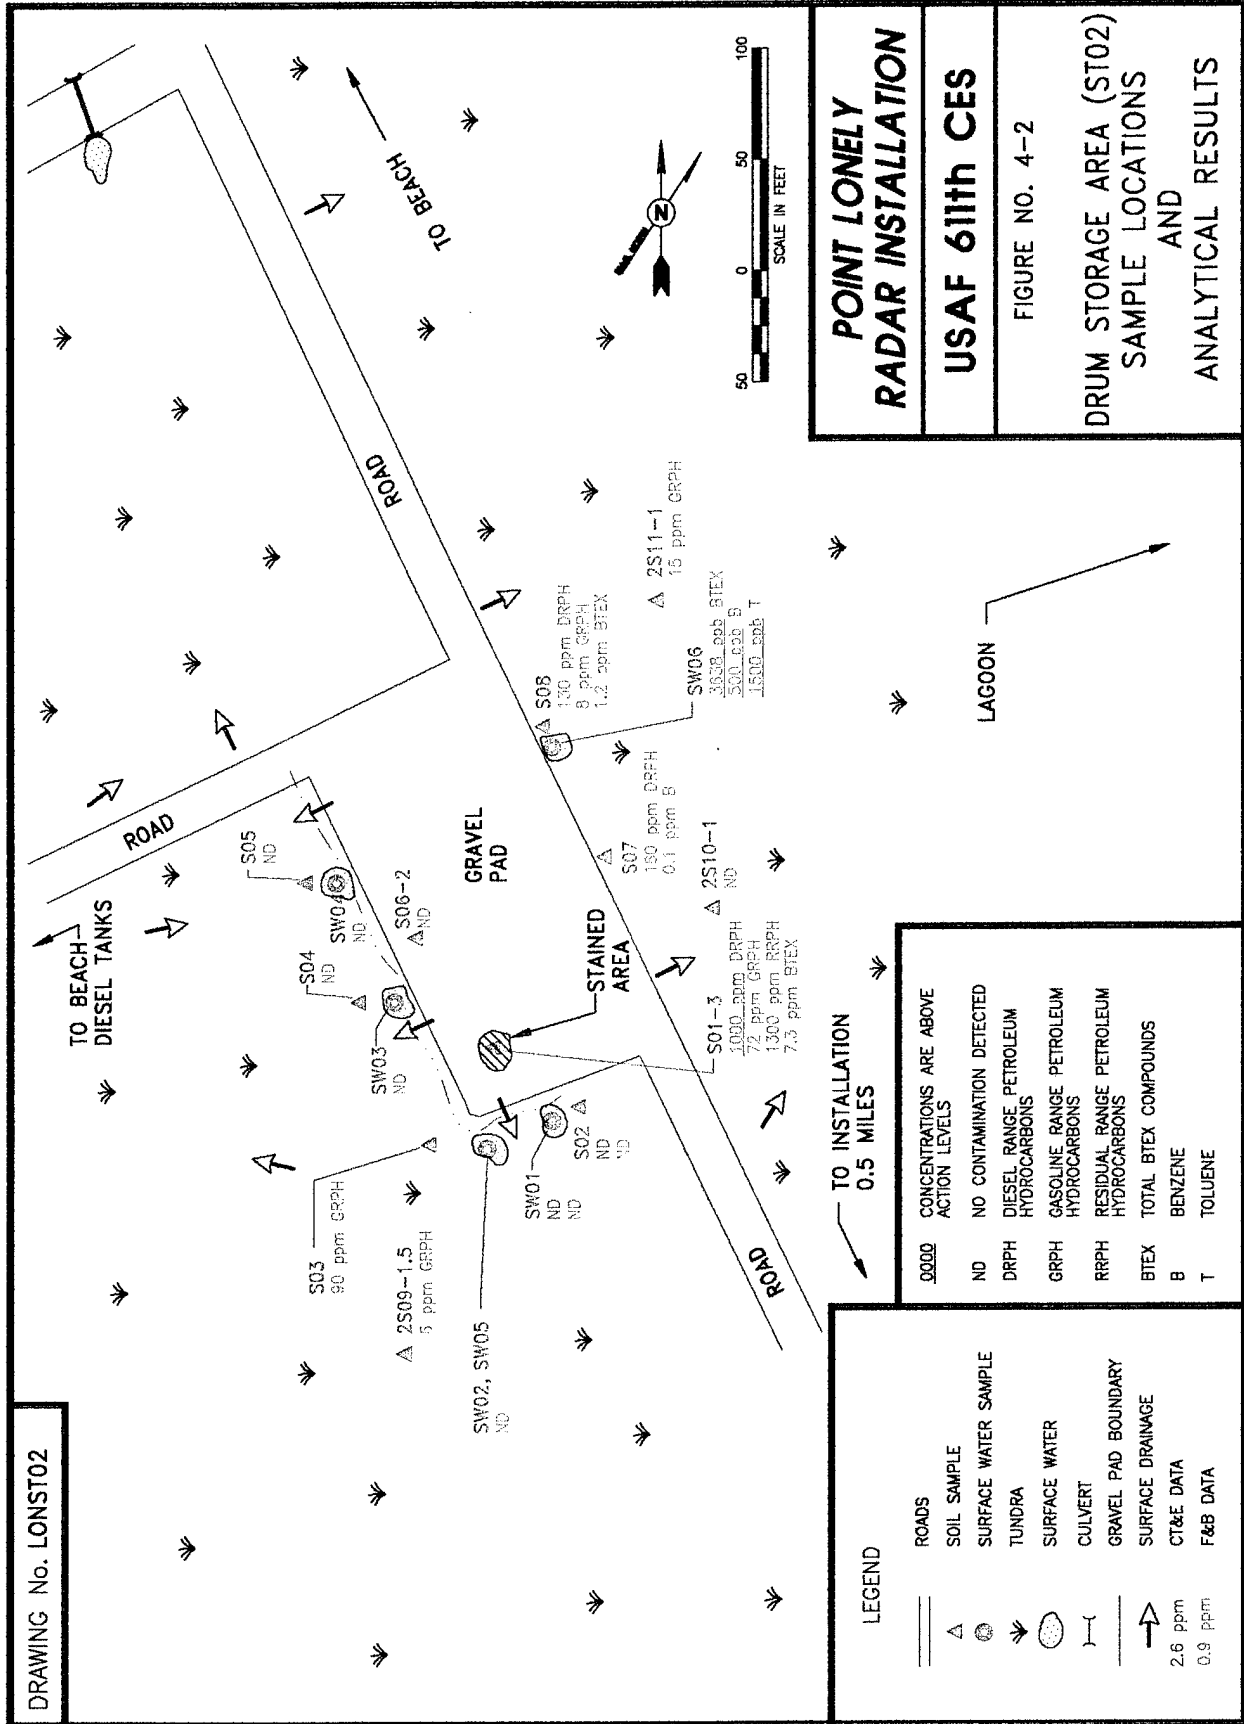 DRAWING No. LONST02
TO BEACH
DIESEL TANKS
ROAD
TO BEACH
ROAD
S05
ND
SW04
ND
S04
ND
S06-2
ND
SW03
ND
S03
90 ppm GRPH
2S09-1.5
5 ppm GRPH
SW02, SW05
ND
SW01
ND
ND
S02
ND
ND
GRAVEL
PAD
STAINED
AREA
S01-3
1000 ppm DRPH
72 ppm GRPH
1300 ppm RRPH
7.3 ppm BTEX
S07
180 ppm DRPH
0.1 ppm B
2S10-1
ND
S08
130 ppm DRPH
8 ppm GRPH
1.2 ppm BTEX
SW06
3638 ppb BTEX
500 ppb B
1500 ppb T
2S11-1
15 ppm GRPH
ROAD
TO INSTALLATION
0.5 MILES
LAGOON
N
50 0 50 100
SCALE IN FEET
LEGEND
ROADS
SOIL SAMPLE
SURFACE WATER SAMPLE
TUNDRA
SURFACE WATER
CULVERT
GRAVEL PAD BOUNDARY
SURFACE DRAINAGE
2.6 ppm CT&E DATA
0.9 ppm F&B DATA
0000 CONCENTRATIONS ARE ABOVE
ACTION LEVELS
ND NO CONTAMINATION DETECTED
DRPH DIESEL RANGE PETROLEUM
HYDROCARBONS
GRPH GASOLINE RANGE PETROLEUM
HYDROCARBONS
RRPH RESIDUAL RANGE PETROLEUM
HYDROCARBONS
BTEX TOTAL BTEX COMPOUNDS
B BENZENE
T TOLUENE
POINT LONELY
RADAR INSTALLATION
USAF 611th CES
FIGURE NO. 4-2
DRUM STORAGE AREA (ST02)
SAMPLE LOCATIONS
AND
ANALYTICAL RESULTS